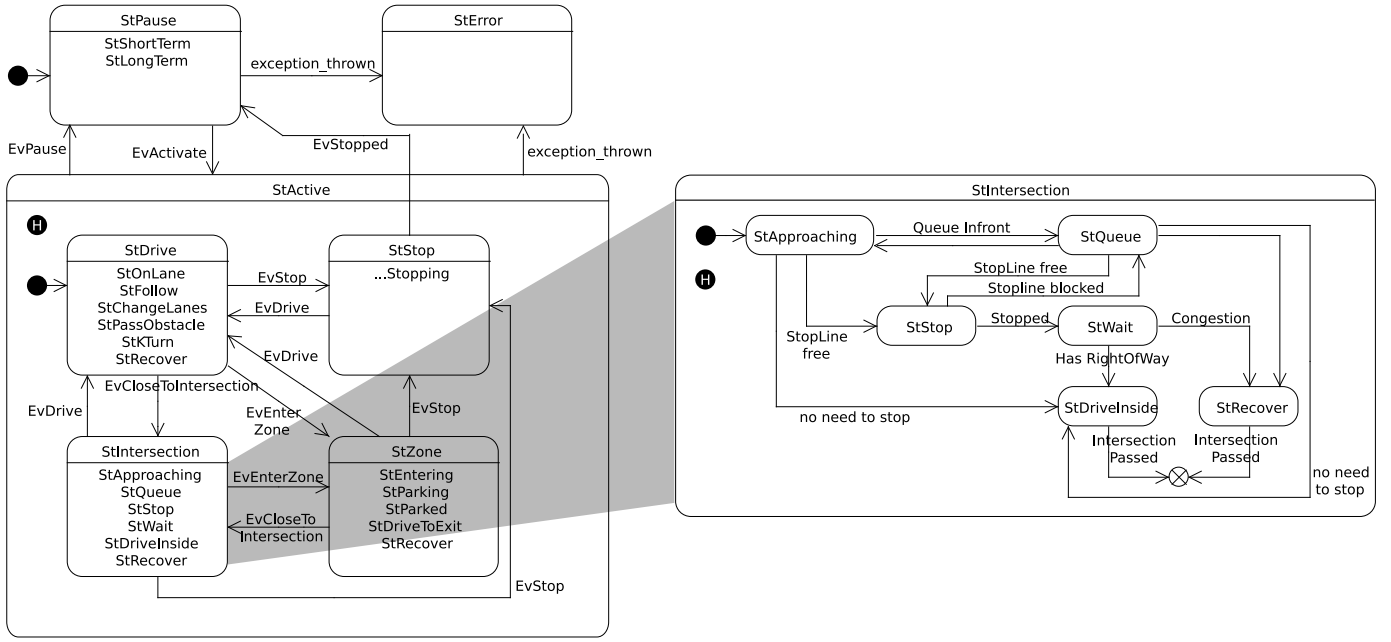 StPause
StShortTerm
StLongTerm
StError
exception_thrown
EvPause
EvActivate
EvStopped
exception_thrown
StActive
H
StDrive
StOnLane
StFollow
StChangeLanes
StPassObstacle
StKTurn
StRecover
EvStop
EvDrive
StStop
...Stopping
EvDrive
EvCloseToIntersection
EvDrive
EvEnter
Zone
EvStop
StIntersection
StApproaching
StQueue
StStop
StWait
StDriveInside
StRecover
EvEnterZone
EvCloseTo
Intersection
StZone
StEntering
StParking
StParked
StDriveToExit
StRecover
EvStop
StIntersection
H
StApproaching
Queue Infront
StQueue
StopLine free
Stopline blocked
StopLine
free
StStop
Stopped
StWait
Congestion
Has RightOfWay
no need to stop
StDriveInside
StRecover
Intersection
Passed
Intersection
Passed
no need
to stop